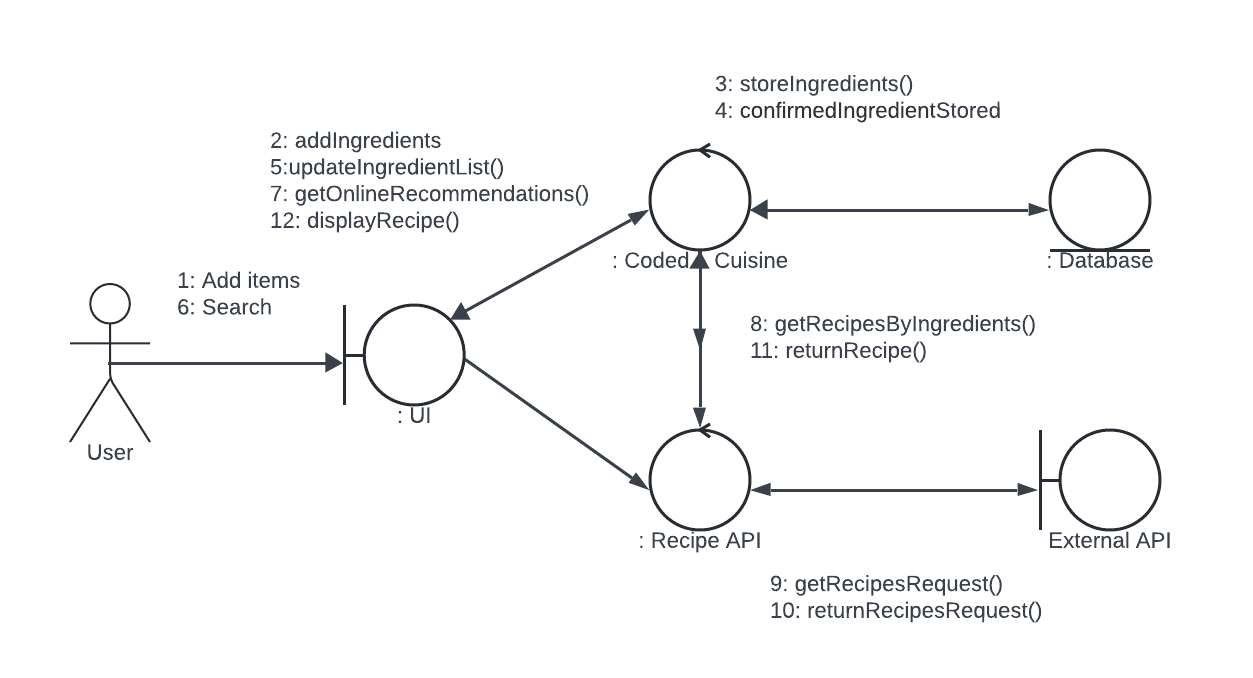 3: storeIngredients()
4: confirmedIngredientStored
2: addIngredients
5:updateIngredientList()
7: getOnlineRecommendations()
12: displayRecipe()
: Coded Cuisine
: Database
1: Add items
6: Search
8: getRecipesByIngredients()
11: returnRecipe()
: UI
User
: Recipe API
External API
9: getRecipesRequest()
10: returnRecipesRequest()